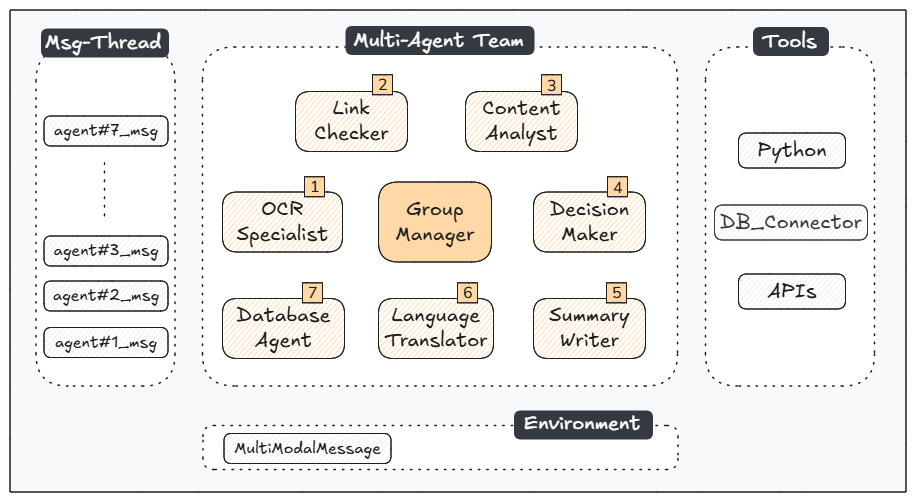 Msg-Thread
agent#7_msg
agent#3_msg
agent#2_msg
agent#1_msg
Multi-Agent Team
2
Link
Checker
3
Content
Analyst
1
OCR
Specialist
Group
Manager
4
Decision
Maker
7
Database
Agent
6
Language
Translator
5
Summary
Writer
Tools
Python
DB_Connector
APIs
Environment
MultiModalMessage